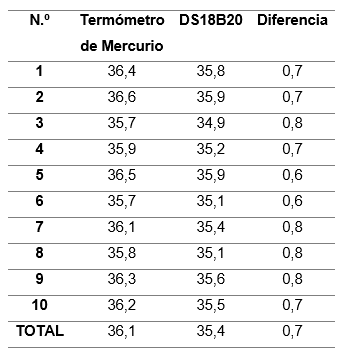 N.º Termómetro DS18B20 Diferencia
de Mercurio
1 36,4 35,8 0,7
2 36,6 35,9 0,7
3 35,7 34,9 0,8
4 35,9 35,2 0,7
5 36,5 35,9 0,6
6 35,7 35,1 0,6
7 36,1 35,4 0,8
8 35,8 35,1 0,8
9 36,3 35,6 0,8
10 36,2 35,5 0,7
TOTAL 36,1 35,4 0,7